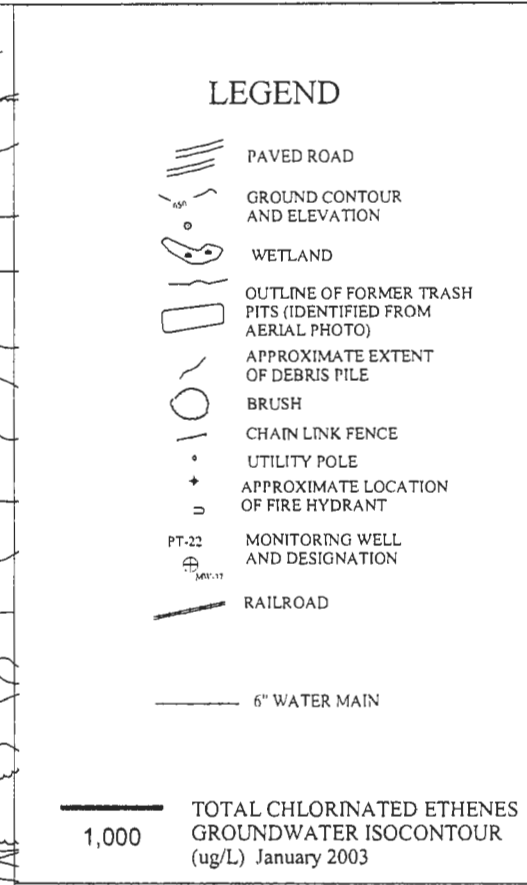 LEGEND
PAVED ROAD
GROUND CONTOUR
AND ELEVATION
WETLAND
OUTLINE OF FORMER TRASH
PITS (IDENTIFIED FROM
AERIAL PHOTO)
APPROXIMATE EXTENT
OF DEBRIS PILE
BRUSH
CHAIN LINK FENCE
UTILITY POLE
APPROXIMATE LOCATION
OF FIRE HYDRANT
PT-22 MONITORING WELL
AND DESIGNATION
RAILROAD
6" WATER MAIN
TOTAL CHLORINATED ETHENES
1,000 GROUNDWATER ISOCONTOUR
(ug/L) January 2003